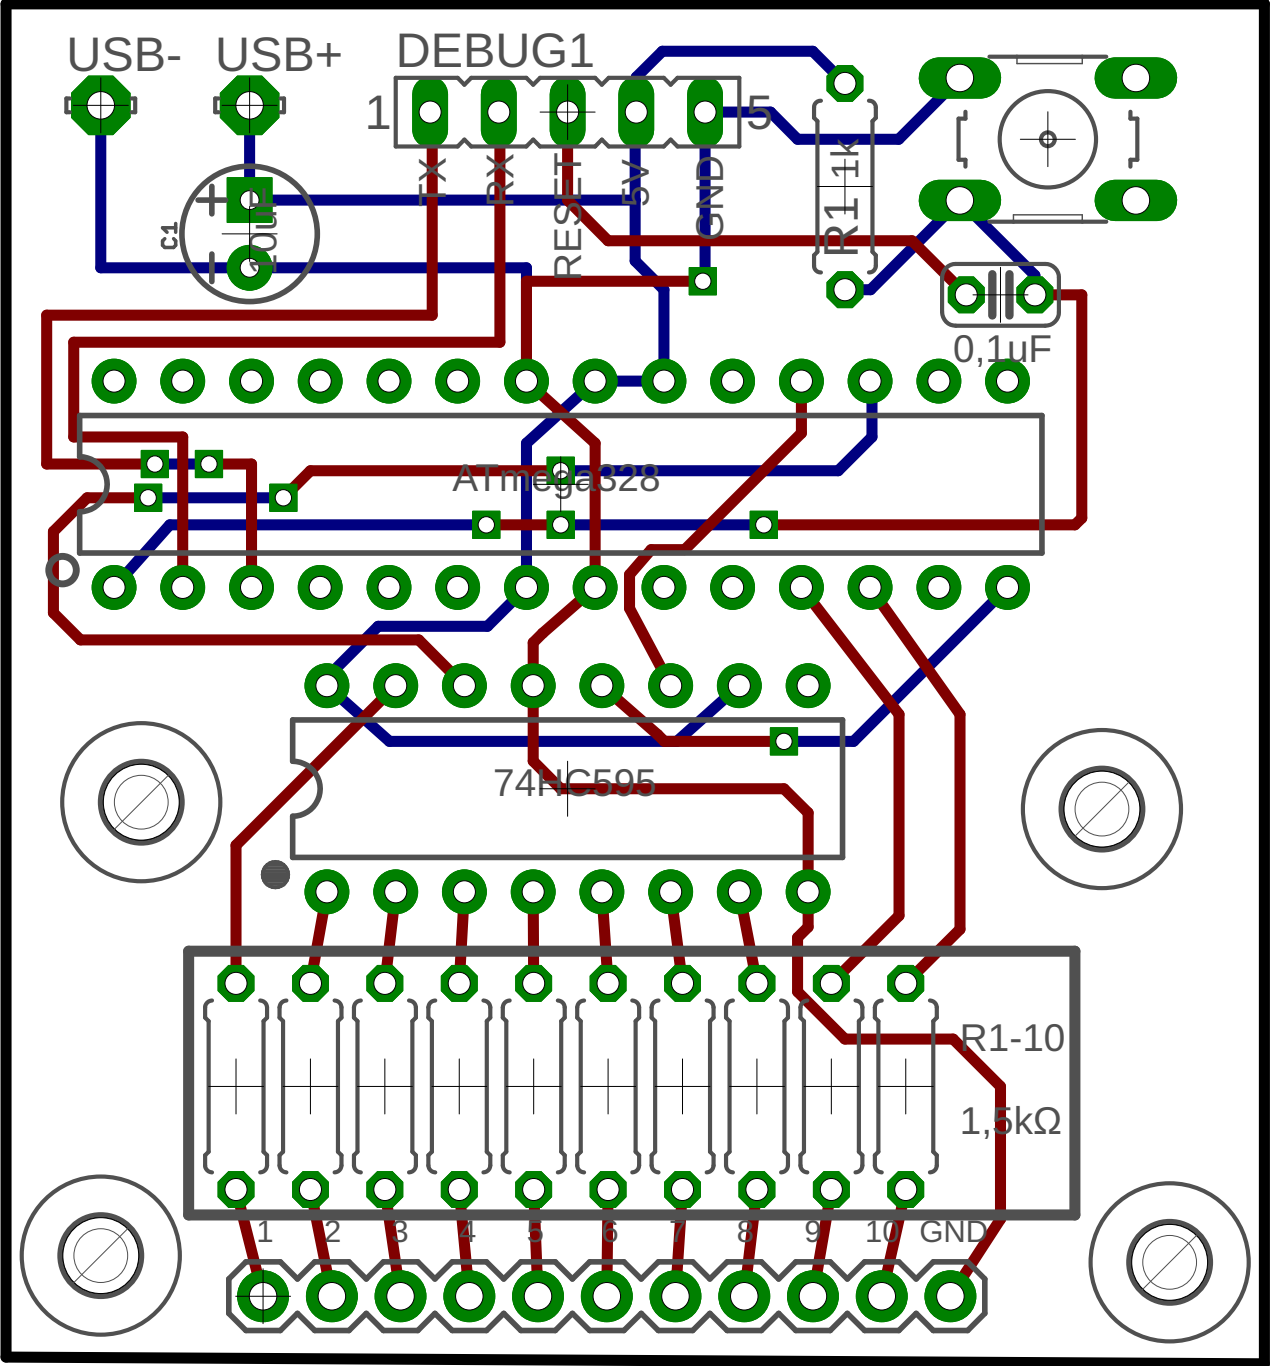 USB- USB+ DEBUG1
1 5
TX RX RESET 5V GND
R1 1k
C1 + 10uF
-
0,1uF
ATmega328
74HC595
R1-10
1,5kΩ
1 2 3 4 5 6 7 8 9 10 GND